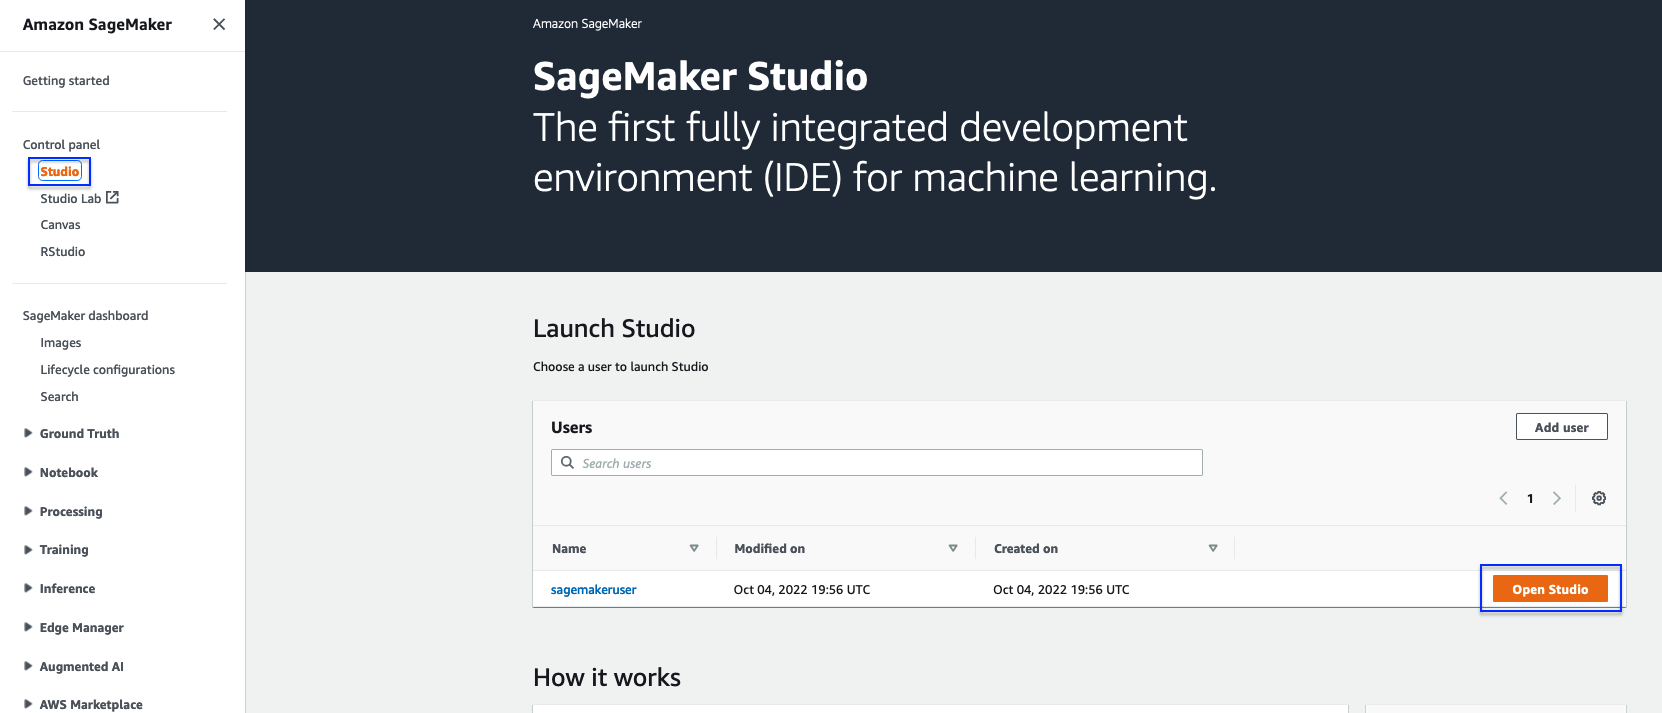 Amazon SageMaker
Getting started
Control panel
Studio
Studio Lab
Canvas
RStudio
SageMaker dashboard
Images
Lifecycle configurations
Search
Ground Truth
Notebook
Processing
Training
Inference
Edge Manager
Augmented AI
AWS Marketplace
Amazon SageMaker
SageMaker Studio
The first fully integrated development
environment (IDE) for machine learning.
Launch Studio
Choose a user to launch Studio
Users
Add user
Search users
1
Name Modified on Created on
sagemakeruser Oct 04, 2022 19:56 UTC Oct 04, 2022 19:56 UTC Open Studio
How it works